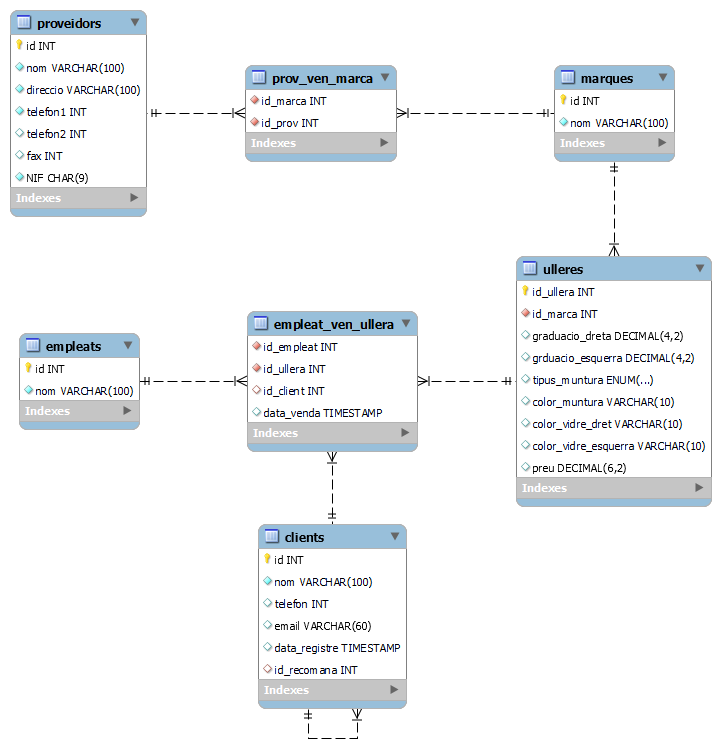 proveidors
id INT
nom VARCHAR(100)
direccio VARCHAR(100)
telefon1 INT
telefon2 INT
fax INT
NIF CHAR(9)
Indexes
prov_ven_marca
id_marca INT
id_prov INT
Indexes
marques
id INT
nom VARCHAR(100)
Indexes
ulleres
id_ullera INT
id_marca INT
graduacio_dreta DECIMAL(4,2)
grduacio_esquerra DECIMAL(4,2)
tipus_muntura ENUM(...)
color_muntura VARCHAR(10)
color_vidre_dret VARCHAR(10)
color_vidre_esquerra VARCHAR(10)
preu DECIMAL(6,2)
Indexes
empleat_ven_ullera
id_empleat INT
id_ullera INT
id_client INT
data_venda TIMESTAMP
Indexes
empleats
id INT
nom VARCHAR(100)
Indexes
clients
id INT
nom VARCHAR(100)
telefon INT
email VARCHAR(60)
data_registre TIMESTAMP
id_recomana INT
Indexes